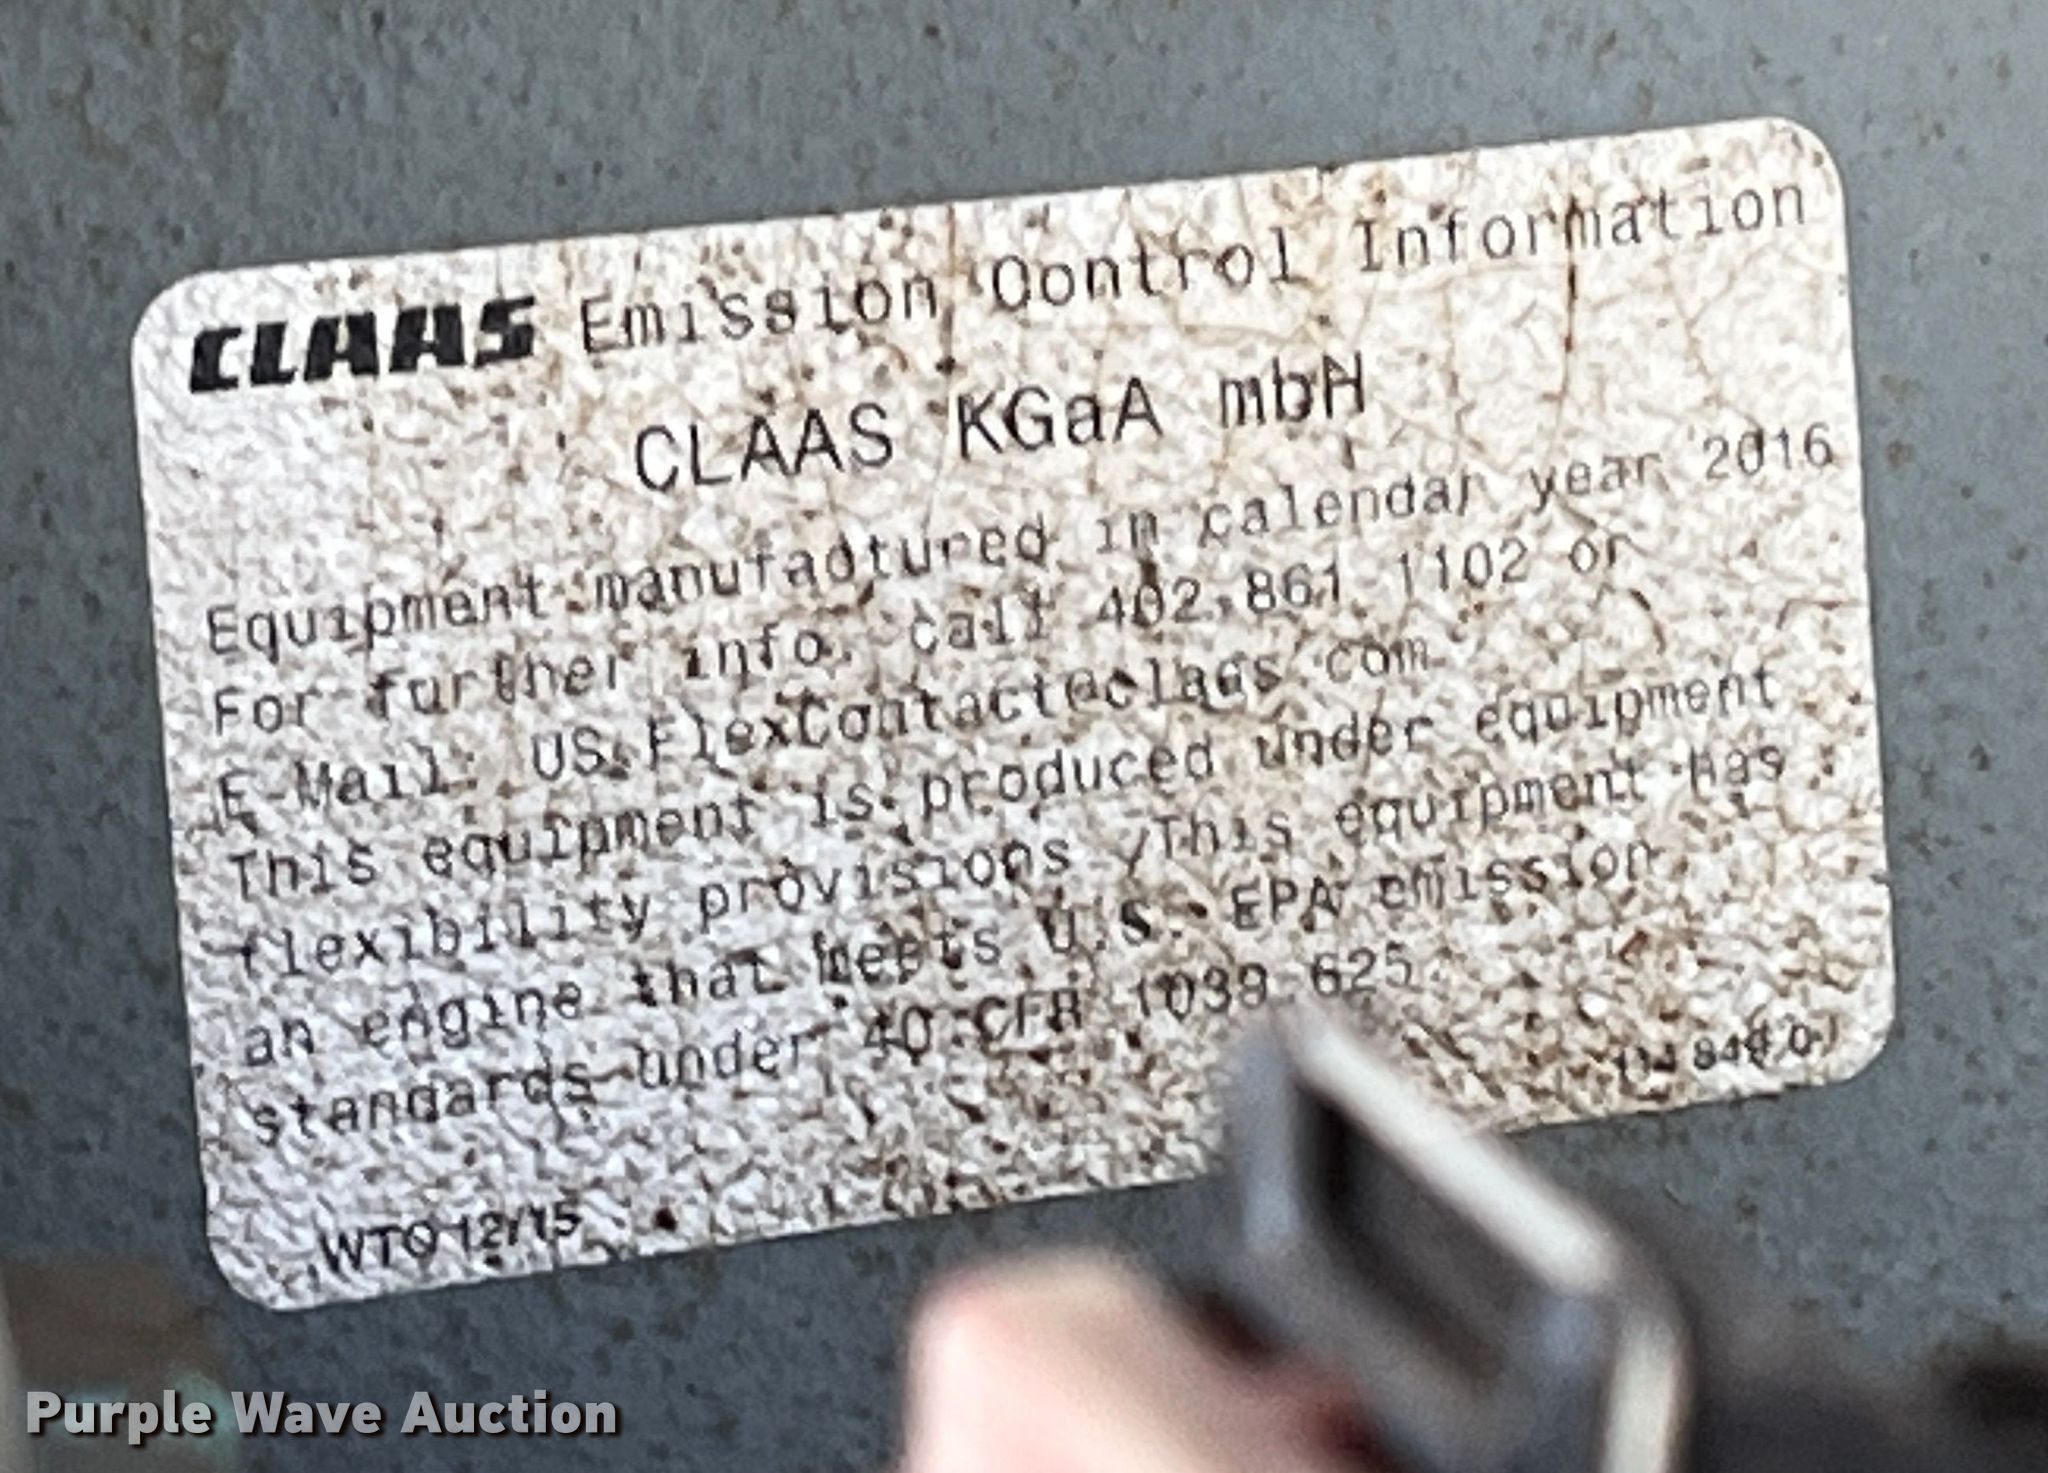 CLAAS Emission Control Information
CLAAS KGaA mbH
Equipment manufactured in calendar year 2016
For further info. call 402.861 1102 or
E-Mail: US.FlexContact@claas.com
This equipment is produced under equipment
flexibility provisions. This equipment has
an engine that meets U.S. EPA emission
standards under 40 CFR 1039 625.
WTO 12/15
Purple Wave Auction